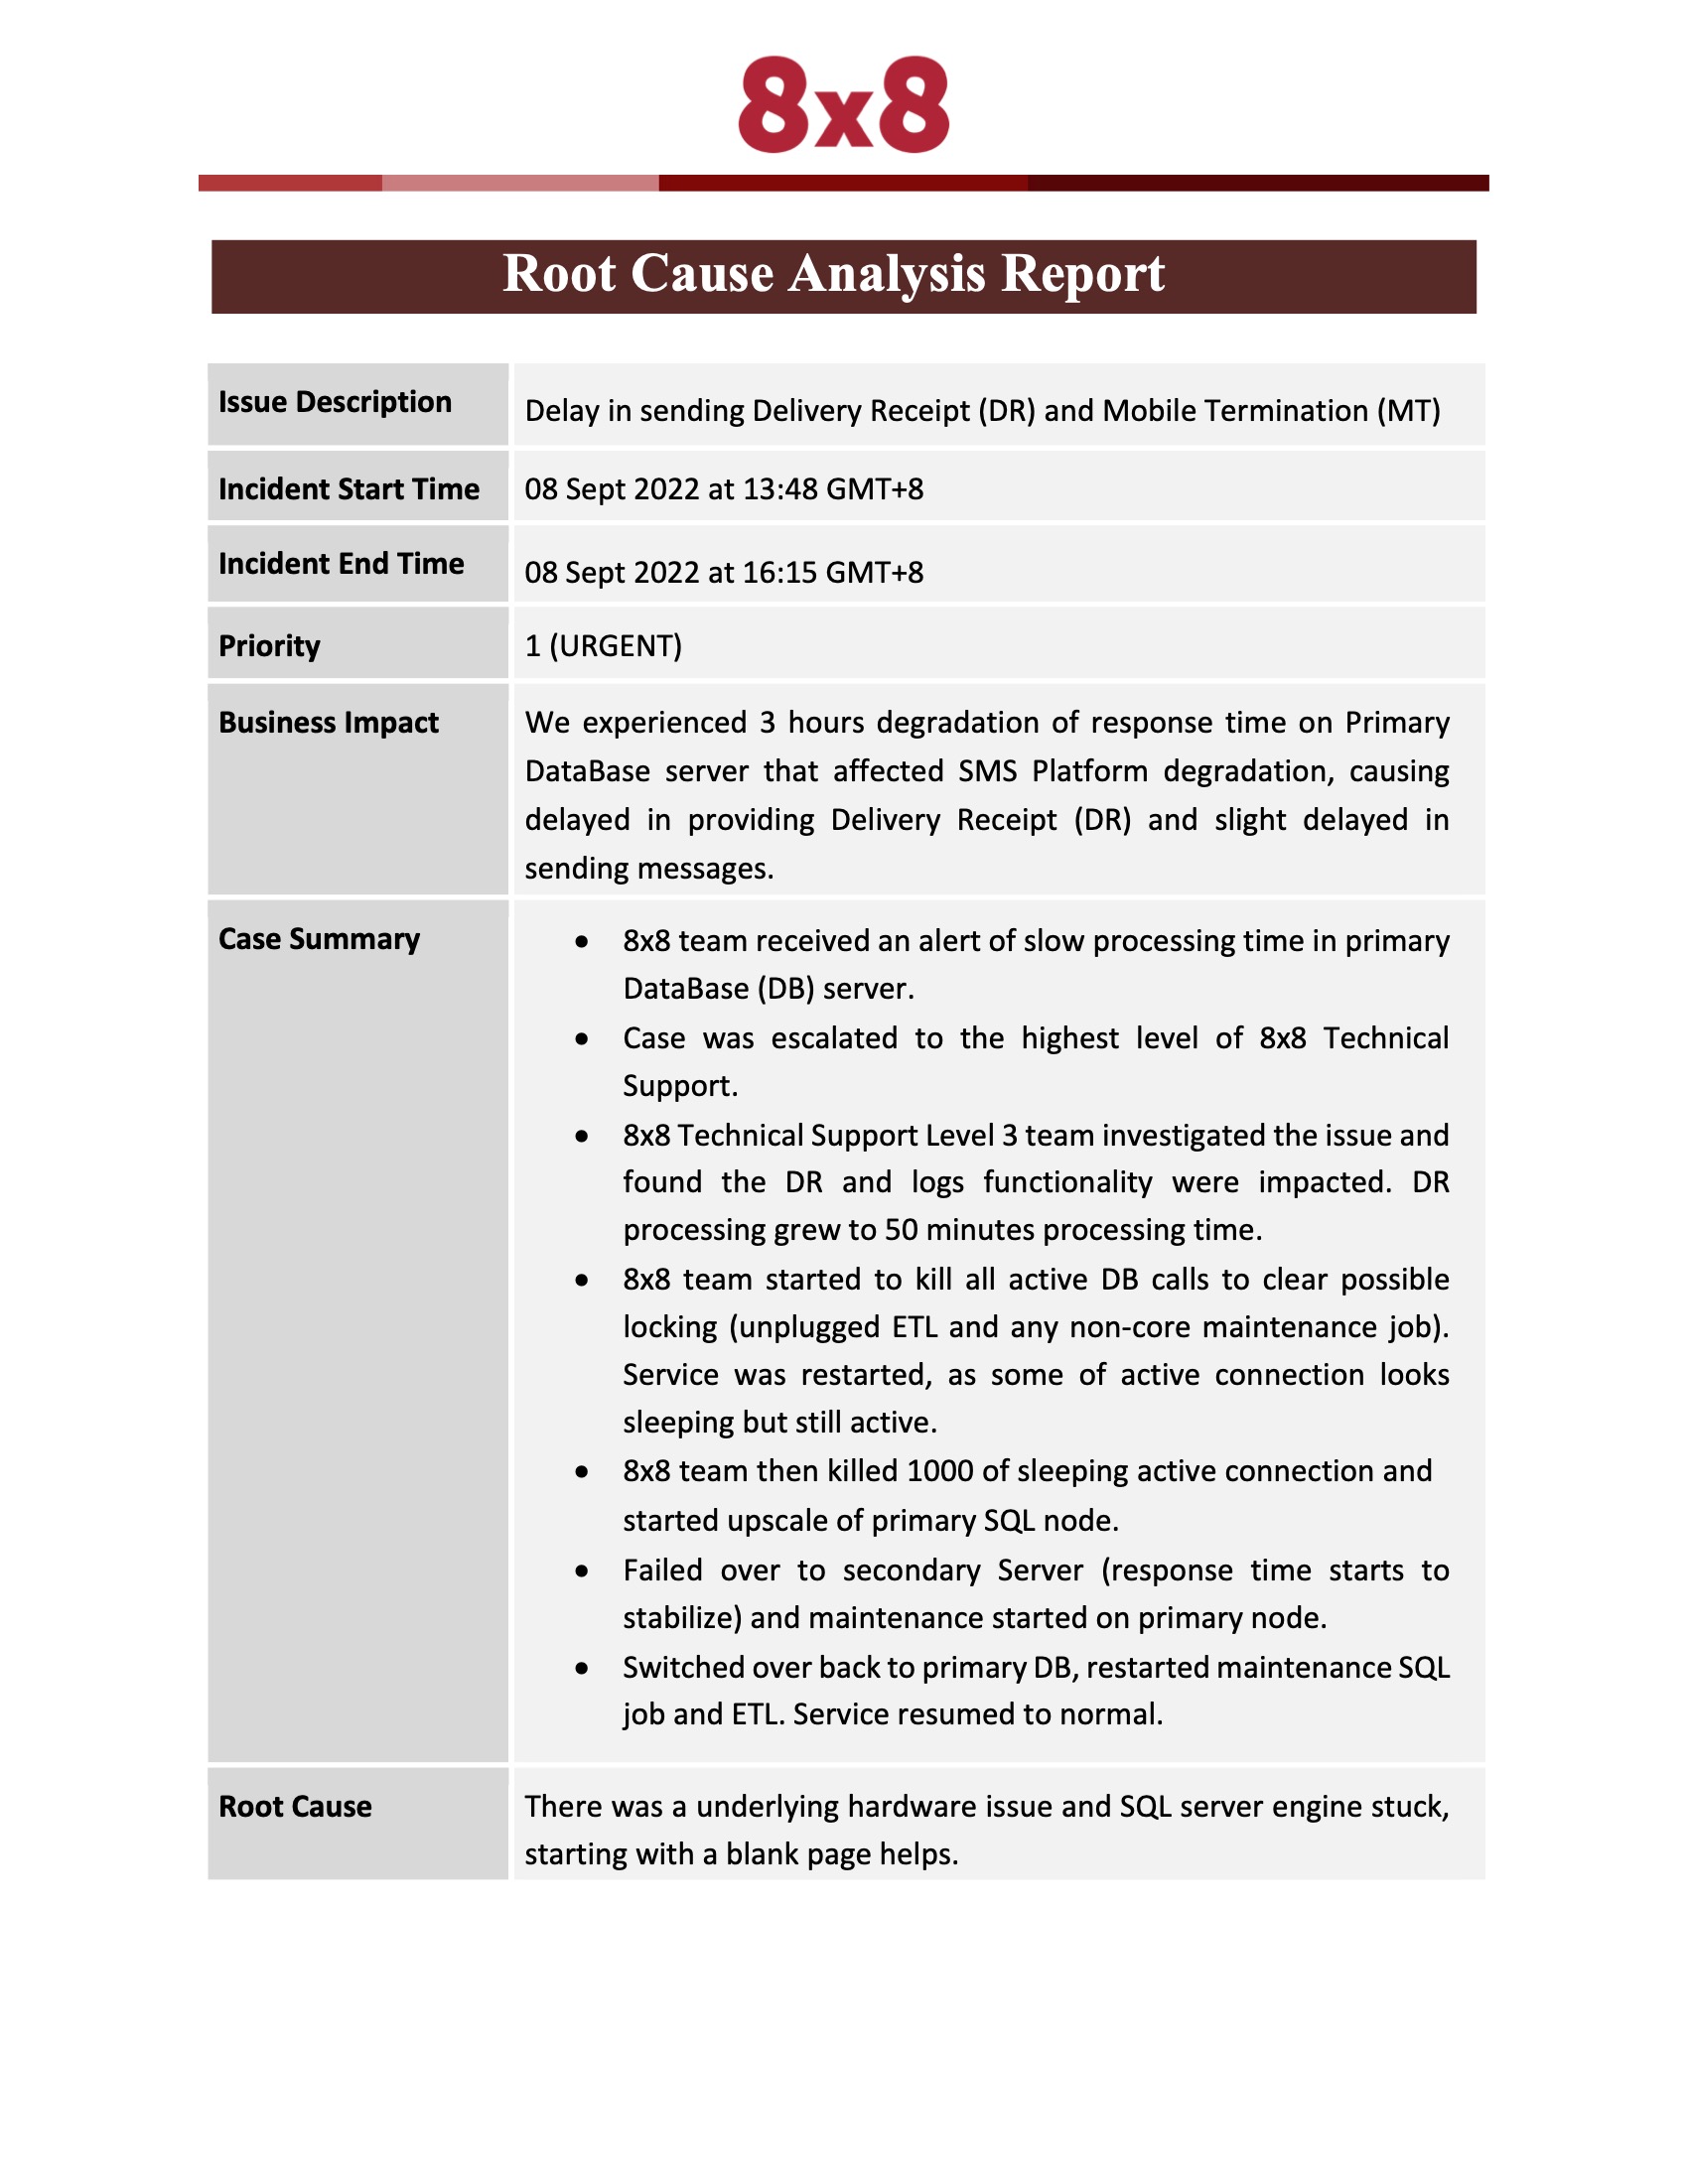 8x8
Root Cause Analysis Report
Issue Description
Delay in sending Delivery Receipt (DR) and Mobile Termination (MT)
Incident Start Time
08 Sept 2022 at 13:48 GMT+8
Incident End Time
08 Sept 2022 at 16:15 GMT+8
Priority
1 (URGENT)
Business Impact
We experienced 3 hours degradation of response time on Primary
DataBase server that affected SMS Platform degradation, causing
delayed in providing Delivery Receipt (DR) and slight delayed in
sending messages.
Case Summary
• 8x8 team received an alert of slow processing time in primary
DataBase (DB) server.
• Case was escalated to the highest level of 8x8 Technical
Support.
• 8x8 Technical Support Level 3 team investigated the issue and
found the DR and logs functionality were impacted. DR
processing grew to 50 minutes processing time.
• 8x8 team started to kill all active DB calls to clear possible
locking (unplugged ETL and any non-core maintenance job).
Service was restarted, as some of active connection looks
sleeping but still active.
• 8x8 team then killed 1000 of sleeping active connection and
started upscale of primary SQL node.
• Failed over to secondary Server (response time starts to
stabilize) and maintenance started on primary node.
• Switched over back to primary DB, restarted maintenance SQL
job and ETL. Service resumed to normal.
Root Cause
There was a underlying hardware issue and SQL server engine stuck,
starting with a blank page helps.